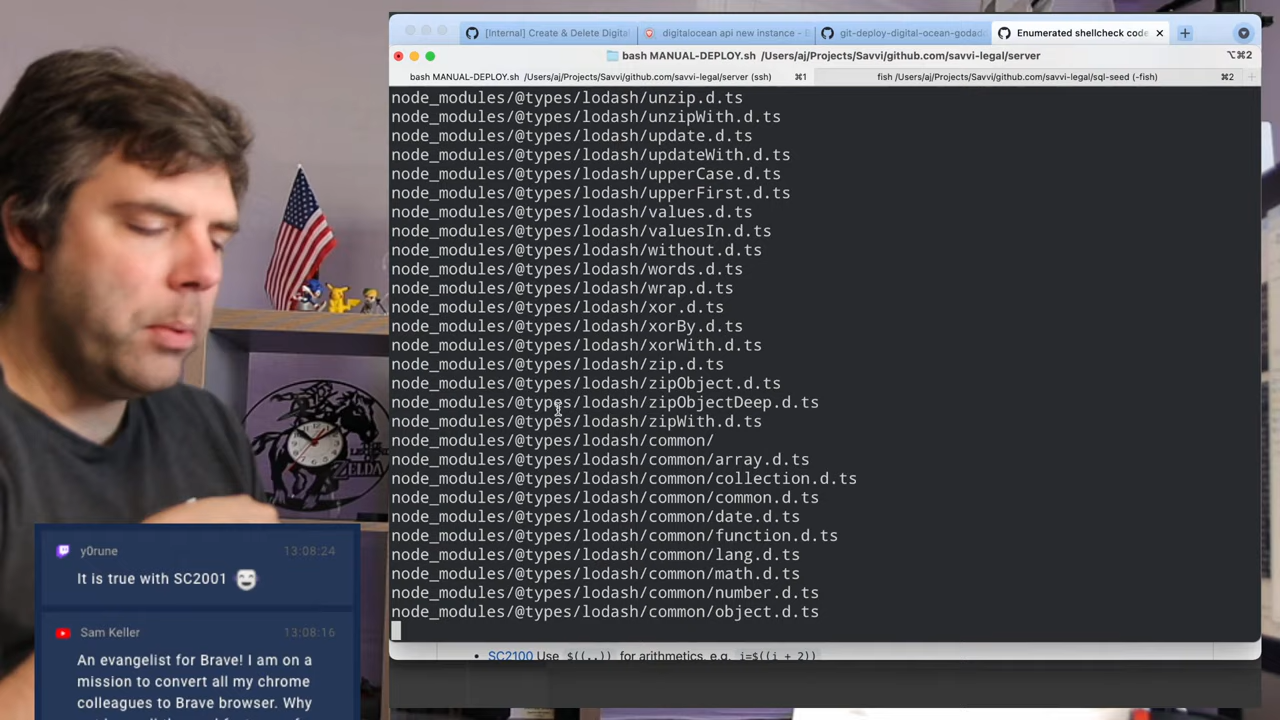 [Internal] Create & Delete Digital
digitalocean api new instance - B
git-deploy-digital-ocean-godadd
Enumerated shellcheck code
bash MANUAL-DEPLOY.sh /Users/aj/Projects/Savvi/github.com/savvi-legal/server
⌥⌘2
bash MANUAL-DEPLOY.sh /Users/aj/Projects/Savvi/github.com/savvi-legal/server (ssh)
⌘1
fish /Users/aj/Projects/Savvi/github.com/savvi-legal/sql-seed (-fish)
⌘2
node_modules/@types/lodash/unzip.d.ts
node_modules/@types/lodash/unzipWith.d.ts
node_modules/@types/lodash/update.d.ts
node_modules/@types/lodash/updateWith.d.ts
node_modules/@types/lodash/upperCase.d.ts
node_modules/@types/lodash/upperFirst.d.ts
node_modules/@types/lodash/values.d.ts
node_modules/@types/lodash/valuesIn.d.ts
node_modules/@types/lodash/without.d.ts
node_modules/@types/lodash/words.d.ts
node_modules/@types/lodash/wrap.d.ts
node_modules/@types/lodash/xor.d.ts
node_modules/@types/lodash/xorBy.d.ts
node_modules/@types/lodash/xorWith.d.ts
node_modules/@types/lodash/zip.d.ts
node_modules/@types/lodash/zipObject.d.ts
node_modules/@types/lodash/zipObjectDeep.d.ts
node_modules/@types/lodash/zipWith.d.ts
node_modules/@types/lodash/common/
node_modules/@types/lodash/common/array.d.ts
node_modules/@types/lodash/common/collection.d.ts
node_modules/@types/lodash/common/common.d.ts
node_modules/@types/lodash/common/date.d.ts
node_modules/@types/lodash/common/function.d.ts
node_modules/@types/lodash/common/lang.d.ts
node_modules/@types/lodash/common/math.d.ts
node_modules/@types/lodash/common/number.d.ts
node_modules/@types/lodash/common/object.d.ts
SC2100 Use $((..)) for arithmetics, e.g. i=$((i + 2))
THE LEGEND OF ZELDA
y0rune 13:08:24
It is true with SC2001
Sam Keller 13:08:16
An evangelist for Brave! I am on a
mission to convert all my chrome
colleagues to Brave browser. Why